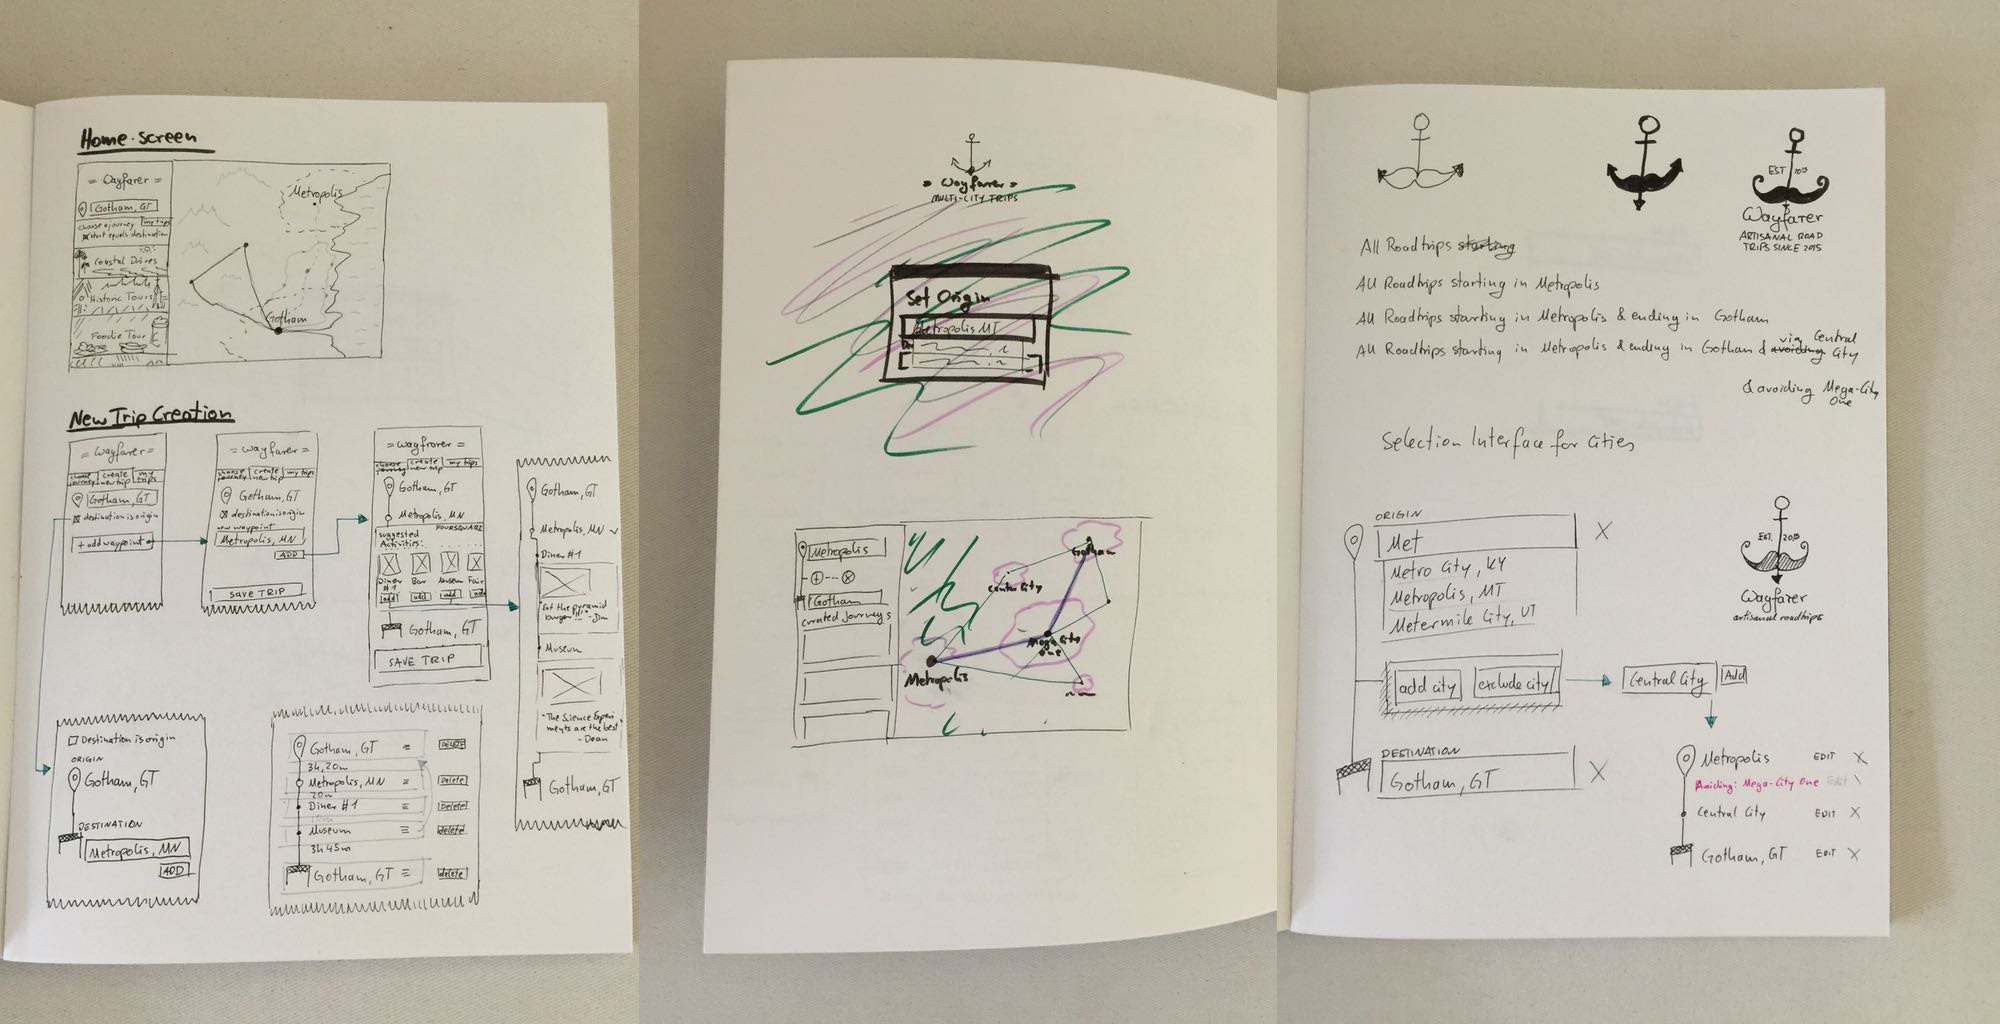 Home-screen
= Wayfarer =
Gotham, GT
choose a journey
my trips
start equals destination
Coastal Drives
Historic Tours
Foodie Tour
Metropolis
Gotham
New Trip Creation
= Wayfarer =
choose journey
create new trip
my trips
Gotham, GT
destination is origin
+ add waypoint
= Wayfarer =
choose journey
create new trip
my trips
Gotham, GT
destination is origin
new waypoint
Metropolis, MN
ADD
SAVE TRIP
= Wayfrorer =
choose journey
create new trip
my trips
Gotham, GT
Metropolis, MN
FOURSQUARE
suggested
Activities:
Diner #1
Bar
Museum
Fair
add
add
add
add
Gotham, GT
SAVE TRIP
Gotham, GT
Metropolis, MN
Diner #1
"Eat the pyramid
burger!!!" - Jim
Museum
"The Science Experi
ments are the best"
- Dean
Gotham, GT
Destination is origin
ORIGIN
Gotham, GT
DESTINATION
Metropolis, MN
ADD
Gotham, GT
DELETE
3h, 20m
Metropolis, MN
Delete
20m
Diner #1
Delete
10m
Museum
delete
3h 45m
Gotham, GT
delete
= Wayfarer =
MULTI-CITY TRIPS
Set Origin
Metropolis MT
Metropolis
Gotham
curated Journeys
Gotham
Center City
Mega City
one
Metropolis
EST 2015
Wayfarer
ARTISANAL ROAD
TRIPS SINCE 2015
All Roadtrips starting
All Roadtrips starting in Metropolis
All Roadtrips starting in Metropolis & ending in Gotham
All Roadtrips starting in Metropolis & ending in Gotham & avoiding via Central City
& avoiding Mega-City
One
Selection Interface for Cities
ORIGIN
Met
X
Metro City, KY
Metropolis, MT
Metermile City, UT
EST. 2015
Wayfarer
artisanal roadtrips
add city
exclude city
Central City
Add
DESTINATION
Gotham, GT
X
Metropolis EDIT X
Avoiding: Mega-City One Edit \
Central City EDIT X
Gotham, GT EDIT X